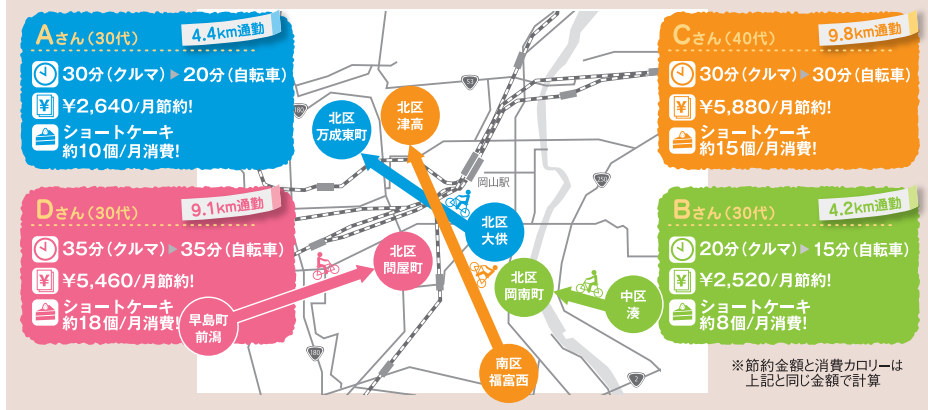 Aさん（30代）
4.4km通勤
30分（クルマ）▶20分（自転車）
¥2,640/月節約!
ショートケーキ
約10個/月消費!
Cさん（40代）
9.8km通勤
30分（クルマ）▶30分（自転車）
¥5,880/月節約!
ショートケーキ
約15個/月消費!
Dさん（30代）
9.1km通勤
35分（クルマ）▶35分（自転車）
¥5,460/月節約!
ショートケーキ
約18個/月消費!
Bさん（30代）
4.2km通勤
20分（クルマ）▶15分（自転車）
¥2,520/月節約!
ショートケーキ
約8個/月消費!
53
180
北区
万成東町
北区
津高
岡山駅
北区
大供
北区
問屋町
北区
岡南町
中区
湊
早島町
前潟
南区
福富西
180
2
※節約金額と消費カロリーは
上記と同じ金額で計算